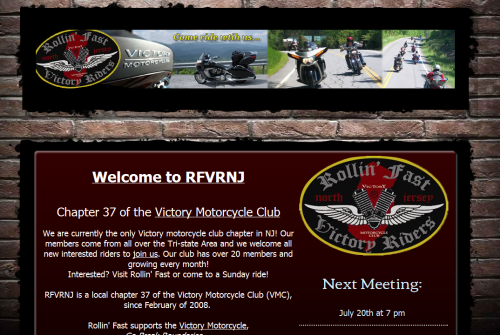 Come ride with us...
Rollin' Fast
north
jersey
Victory Riders
VICTORY
MOTORCYCLES
Welcome to RFVRNJ
Chapter 37 of the Victory Motorcycle Club
We are currently the only Victory motorcycle club chapter in NJ! Our
members come from all over the Tri-state Area and we welcome all
new interested riders to join us. Our club has over 20 members and
growing every month!
Interested? Visit Rollin' Fast or come to a Sunday ride!
RFVRNJ is a local chapter 37 of the Victory Motorcycle Club (VMC),
since February of 2008.
Rollin' Fast supports the Victory Motorcycle,
Rollin' Fast
north
jersey
VICTORY
MOTORCYCLE
CLUB
Victory Riders
Next Meeting:
July 20th at 7 pm